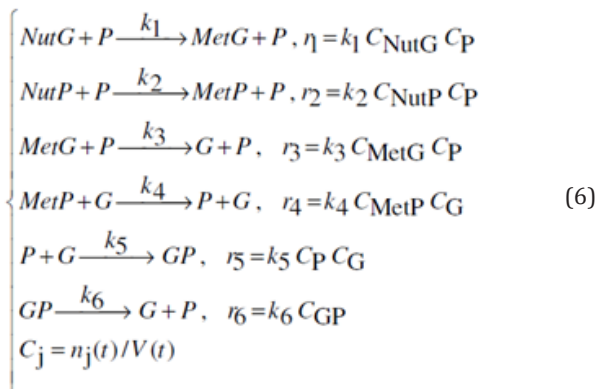 NutG + P —k₁→ MetG + P , r₁ = k₁ C_NutG C_P
NutP + P —k₂→ MetP + P , r₂ = k₂ C_NutP C_P
MetG + P —k₃→ G + P , r₃ = k₃ C_MetG C_P
MetP + G —k₄→ P + G , r₄ = k₄ C_MetP C_G (6)
P + G —k₅→ GP , r₅ = k₅ C_P C_G
GP —k₆→ G + P , r₆ = k₆ C_GP
C_j = n_j(t)/V(t)